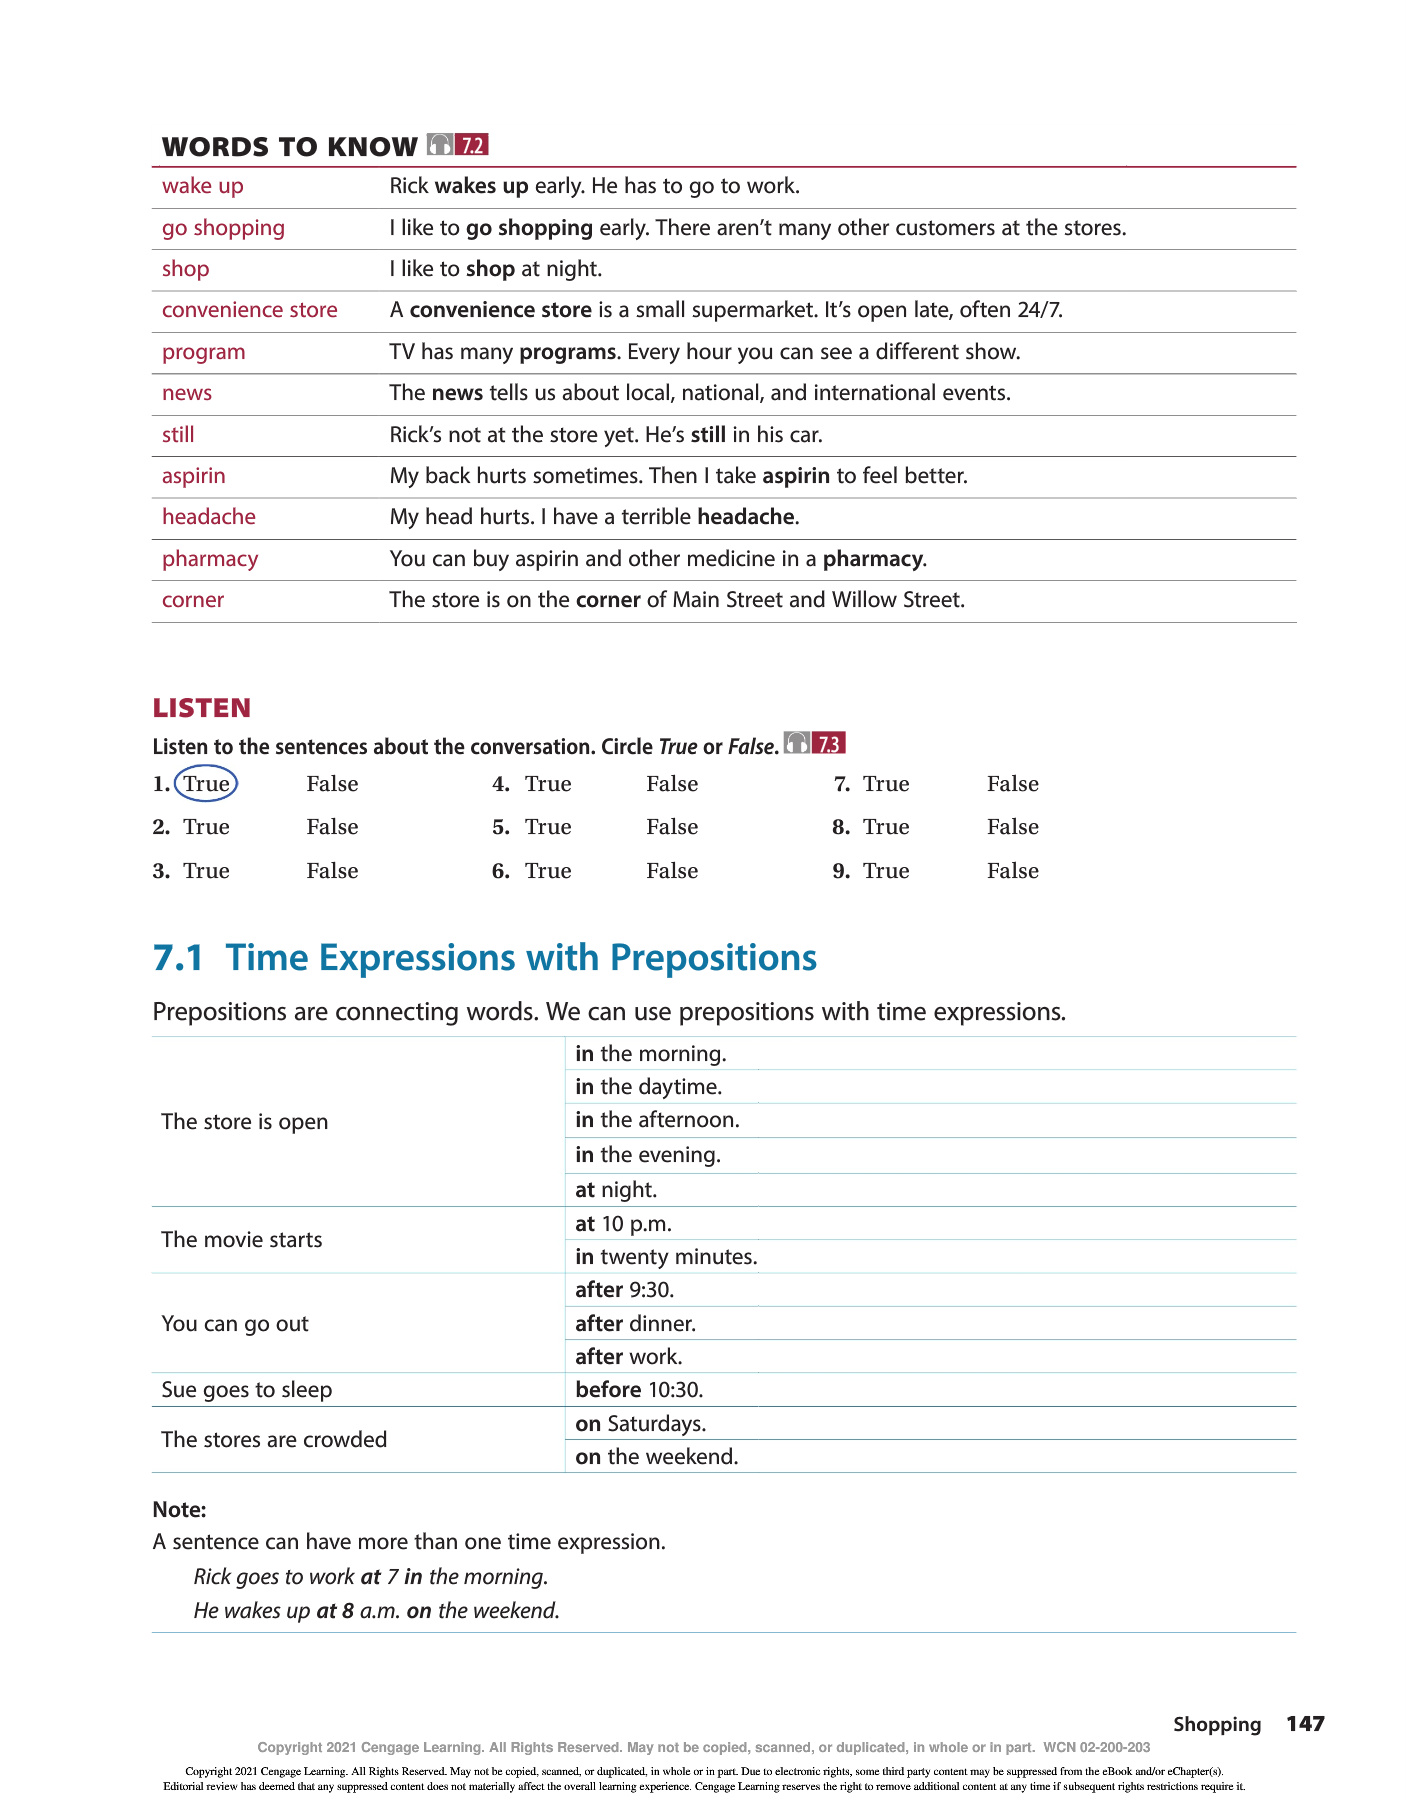 WORDS TO KNOW 7.2
wake up Rick wakes up early. He has to go to work.
go shopping I like to go shopping early. There aren’t many other customers at the stores.
shop I like to shop at night.
convenience store A convenience store is a small supermarket. It’s open late, often 24/7.
program TV has many programs. Every hour you can see a different show.
news The news tells us about local, national, and international events.
still Rick’s not at the store yet. He’s still in his car.
aspirin My back hurts sometimes. Then I take aspirin to feel better.
headache My head hurts. I have a terrible headache.
pharmacy You can buy aspirin and other medicine in a pharmacy.
corner The store is on the corner of Main Street and Willow Street.
LISTEN
Listen to the sentences about the conversation. Circle True or False. 7.3
1. True False 4. True False 7. True False
2. True False 5. True False 8. True False
3. True False 6. True False 9. True False
7.1 Time Expressions with Prepositions
Prepositions are connecting words. We can use prepositions with time expressions.
The store is open
in the morning.
in the daytime.
in the afternoon.
in the evening.
at night.
The movie starts
at 10 p.m.
in twenty minutes.
You can go out
after 9:30.
after dinner.
after work.
Sue goes to sleep before 10:30.
The stores are crowded
on Saturdays.
on the weekend.
Note:
A sentence can have more than one time expression.
Rick goes to work at 7 in the morning.
He wakes up at 8 a.m. on the weekend.
Shopping 147
Copyright 2021 Cengage Learning. All Rights Reserved. May not be copied, scanned, or duplicated, in whole or in part. WCN 02-200-203
Copyright 2021 Cengage Learning. All Rights Reserved. May not be copied, scanned, or duplicated, in whole or in part. Due to electronic rights, some third party content may be suppressed from the eBook and/or eChapter(s).
Editorial review has deemed that any suppressed content does not materially affect the overall learning experience. Cengage Learning reserves the right to remove additional content at any time if subsequent rights restrictions require it.